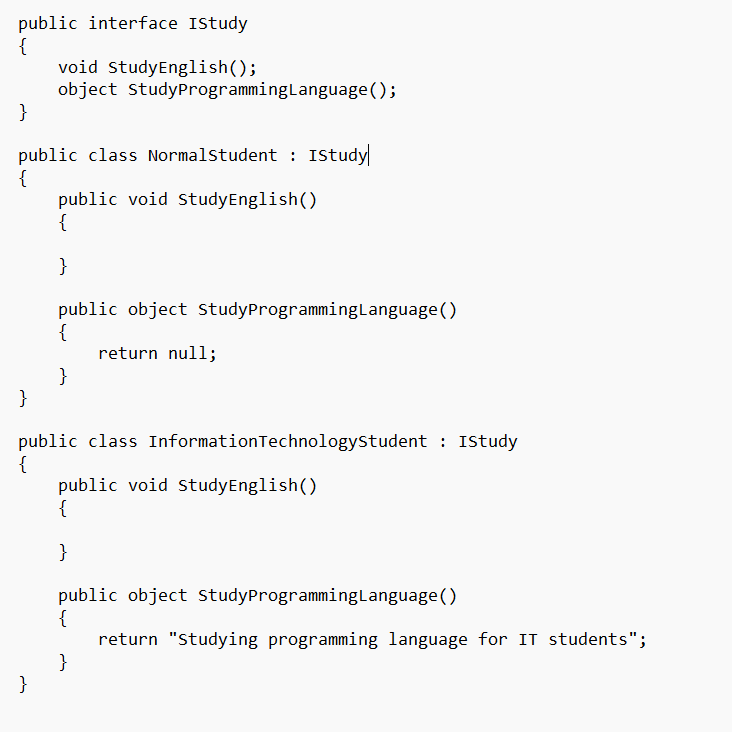 public interface IStudy
{
    void StudyEnglish();
    object StudyProgrammingLanguage();
}

public class NormalStudent : IStudy
{
    public void StudyEnglish()
    {

    }

    public object StudyProgrammingLanguage()
    {
        return null;
    }
}

public class InformationTechnologyStudent : IStudy
{
    public void StudyEnglish()
    {

    }

    public object StudyProgrammingLanguage()
    {
        return "Studying programming language for IT students";
    }
}